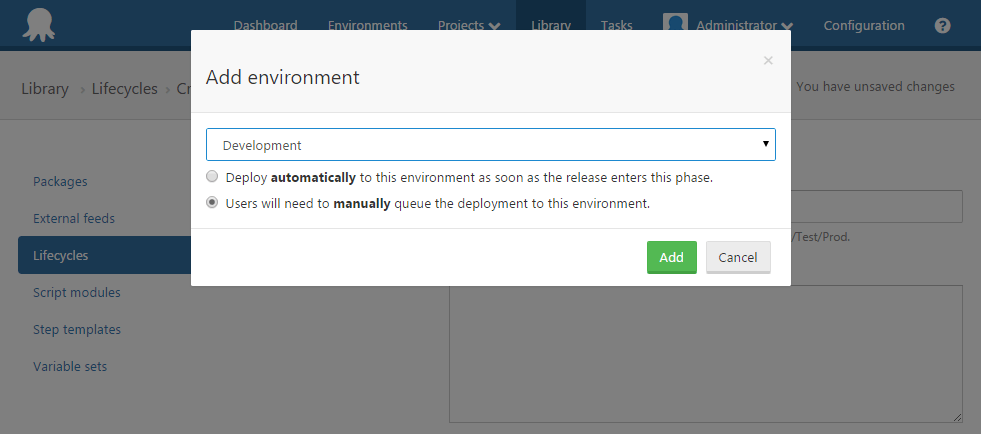 Dashboard Environments Projects Library Tasks Administrator Configuration
Add environment
×
Library › Lifecycles › Cr
You have unsaved changes
Development
Deploy automatically to this environment as soon as the release enters this phase.
Users will need to manually queue the deployment to this environment.
Add Cancel
Packages
External feeds
Lifecycles
Script modules
Step templates
Variable sets
/Test/Prod.